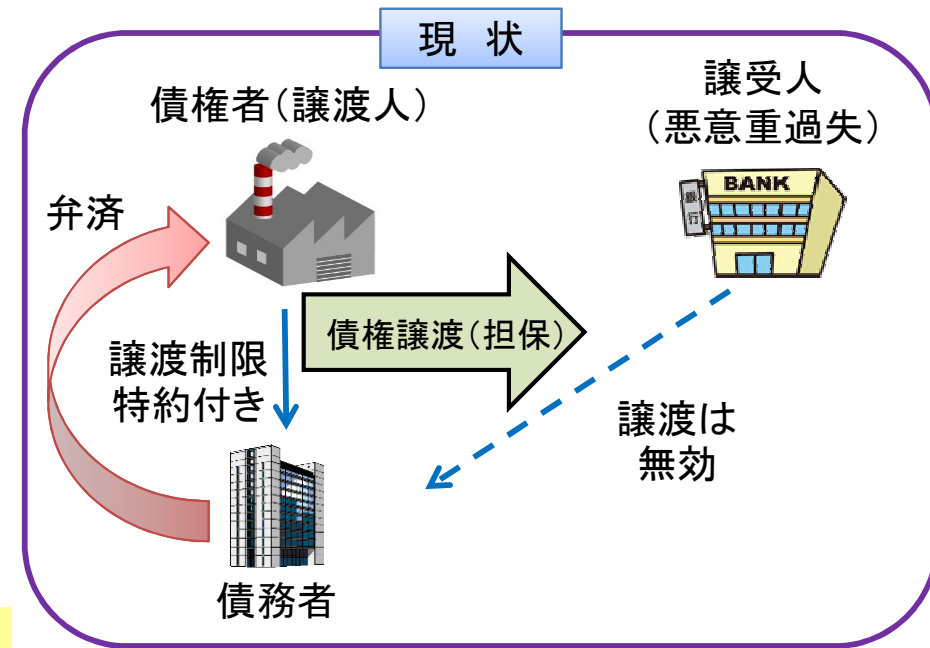 現 状
債権者（譲渡人）
譲受人
（悪意重過失）
BANK
銀行
弁済
債権譲渡（担保）
譲渡制限
特約付き
譲渡は
無効
債務者